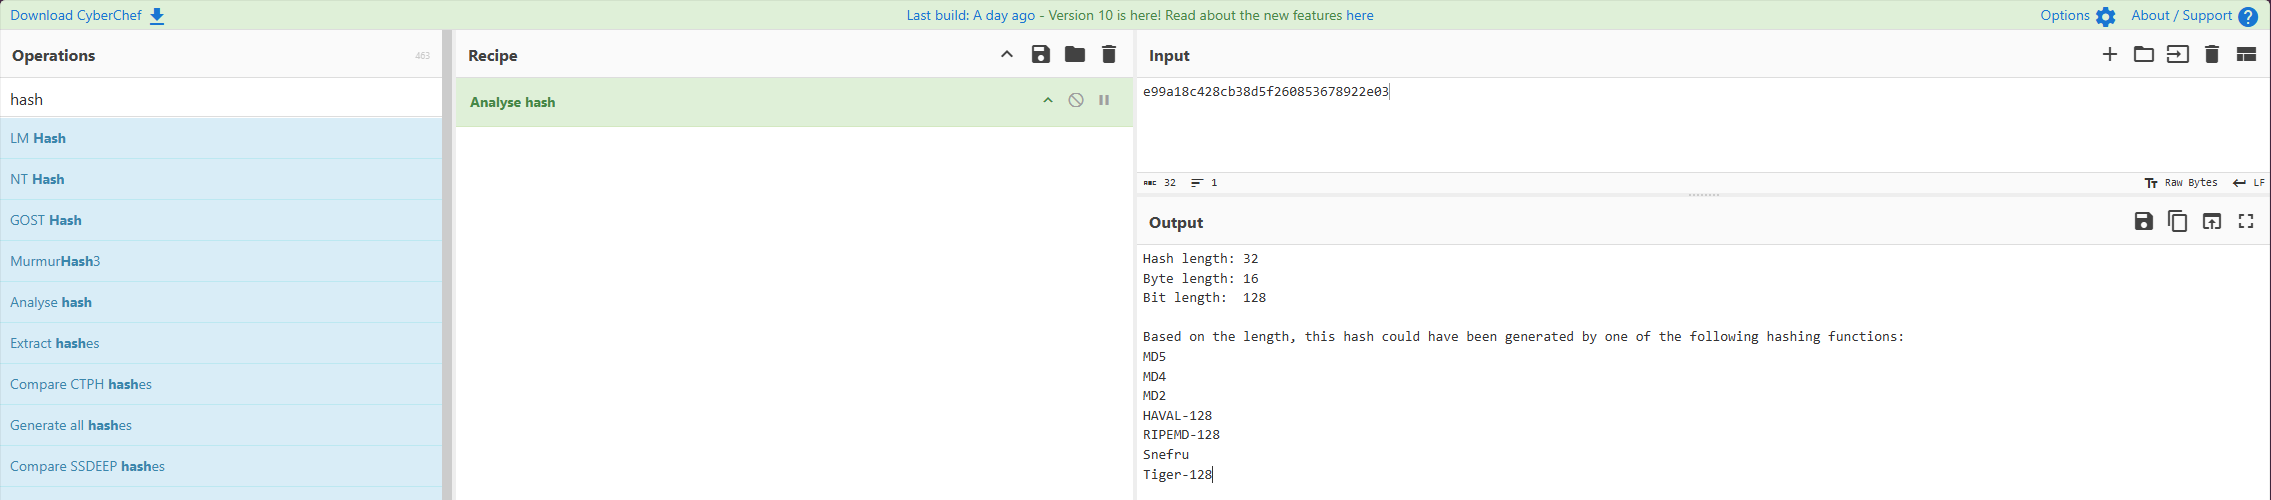 Download CyberChef
Last build: A day ago - Version 10 is here! Read about the new features here
Options
About / Support
Operations
463
hash
LM Hash
NT Hash
GOST Hash
MurmurHash3
Analyse hash
Extract hashes
Compare CTPH hashes
Generate all hashes
Compare SSDEEP hashes
Recipe
Analyse hash
Input
e99a18c428cb38d5f260853678922e03
ABC 32
1
Raw Bytes
LF
Output
Hash length: 32
Byte length: 16
Bit length:  128
Based on the length, this hash could have been generated by one of the following hashing functions:
MD5
MD4
MD2
HAVAL-128
RIPEMD-128
Snefru
Tiger-128